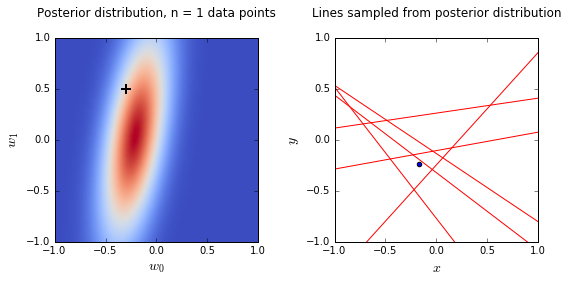 Posterior distribution, n = 1 data points
1.0
0.5
0.0
−0.5
−1.0
w1
−1.0 −0.5 0.0 0.5 1.0
w0
Lines sampled from posterior distribution
1.0
0.5
0.0
−0.5
−1.0
y
−1.0 −0.5 0.0 0.5 1.0
x